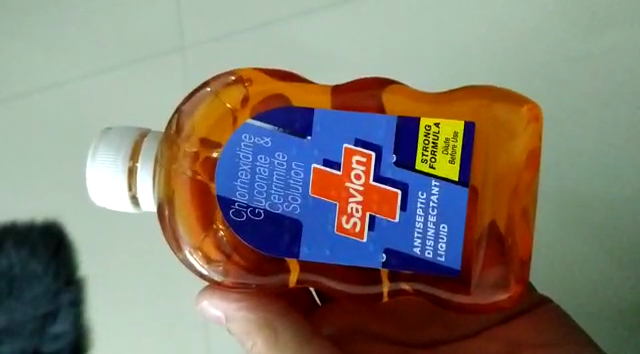 Chlorhexidine
Gluconate &
Cetrimide
Solution
Savlon
ANTISEPTIC
DISINFECTANT
LIQUID
STRONG
FORMULA
Dilute
Before Use